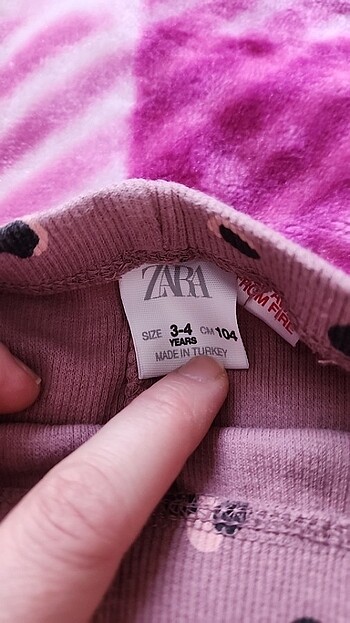 ZARA
SIZE 3-4 YEARS CM 104
MADE IN TURKEY
FROM FIRE